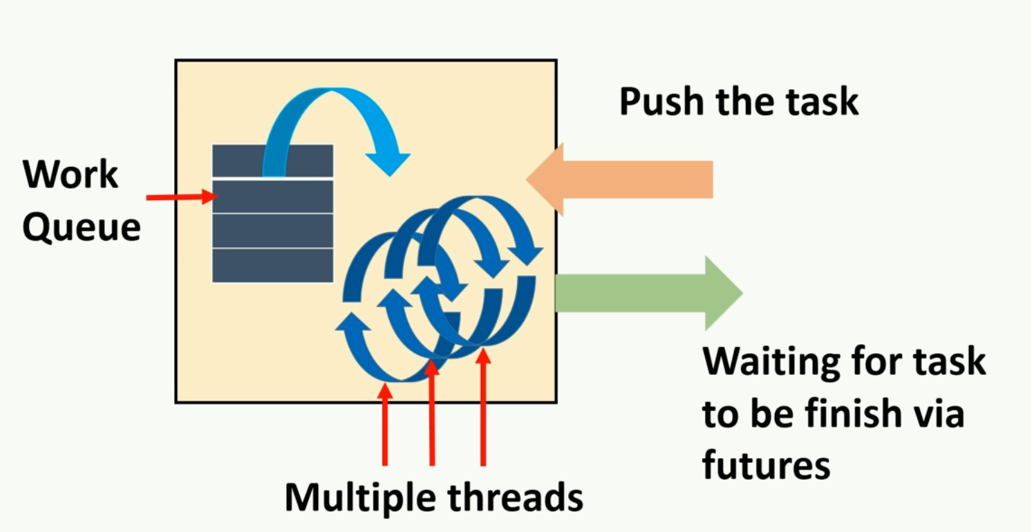 Push the task
Work
Queue
Waiting for task
to be finish via
futures
Multiple threads